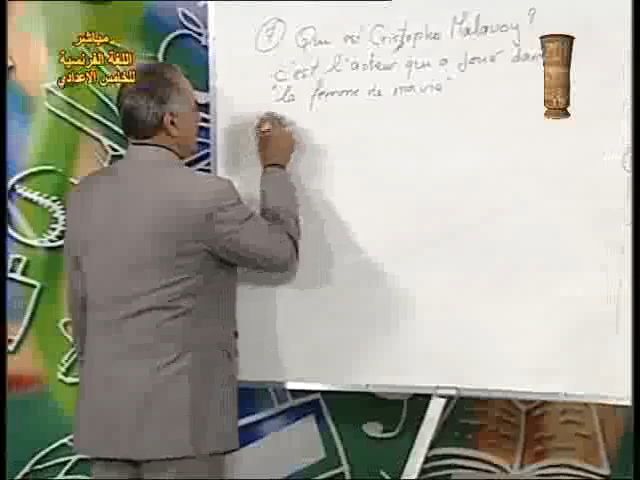 مباشر
اللغة الفرنسية
للخامس الإعدادي
7 Qui est Cristophe Malavoy ?
c'est l'acteur qui a joué dans
"la femme de ma vie"